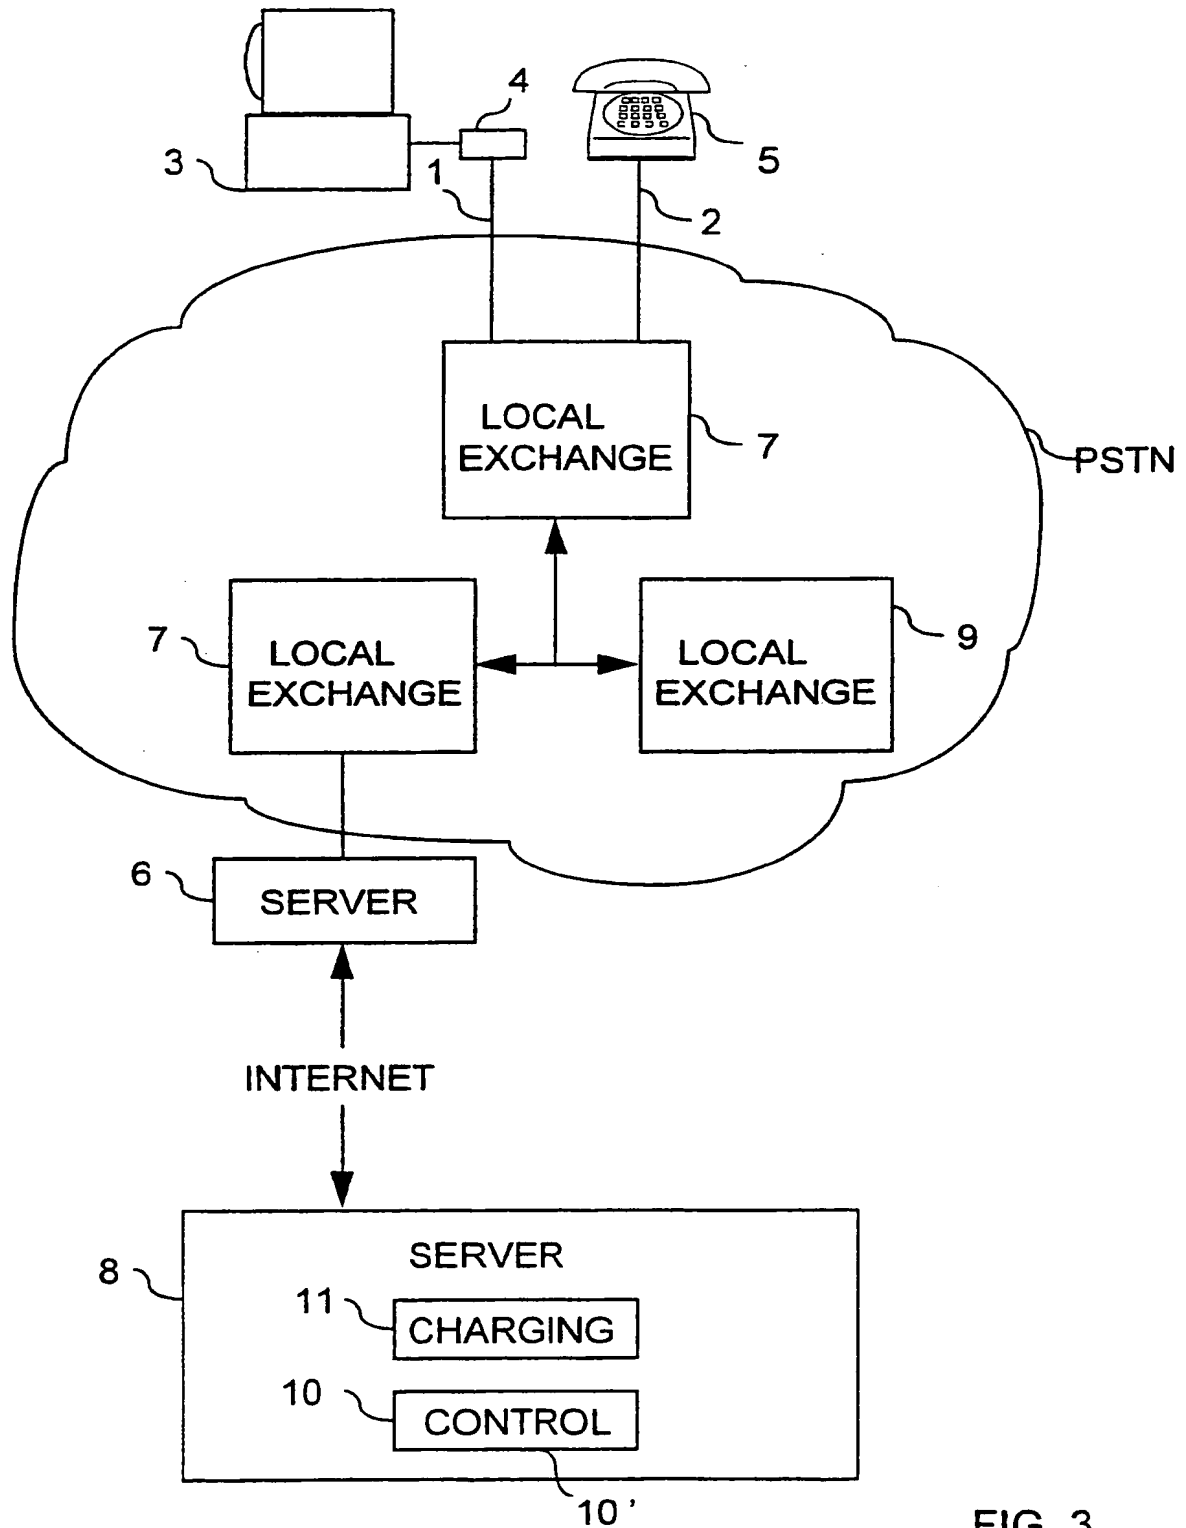 4
3
1
5
2
LOCAL
EXCHANGE
7
PSTN
7
LOCAL
EXCHANGE
LOCAL
EXCHANGE
9
6
SERVER
INTERNET
8
SERVER
11
CHARGING
10
CONTROL
10'
FIG. 3